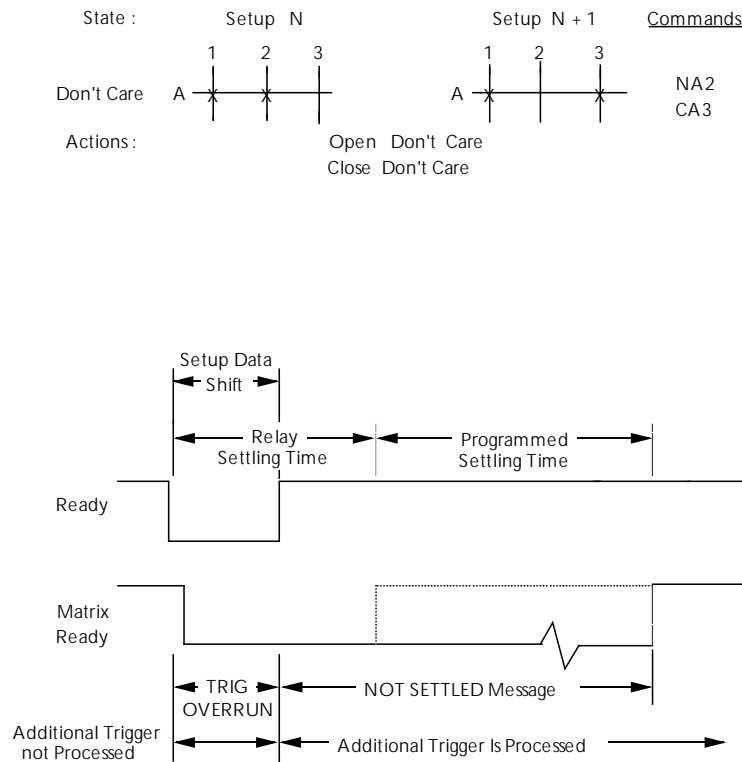 State : Setup N Setup N + 1 Commands
1 2 3 1 2 3
Don't Care A X X A X X NA2
CA3
Actions : Open Don't Care
Close Don't Care
Setup Data
Shift
Relay
Settling Time
Programmed
Settling Time
Ready
Matrix
Ready
TRIG
OVERRUN
NOT SETTLED Message
Additional Trigger
not Processed
Additional Trigger Is Processed